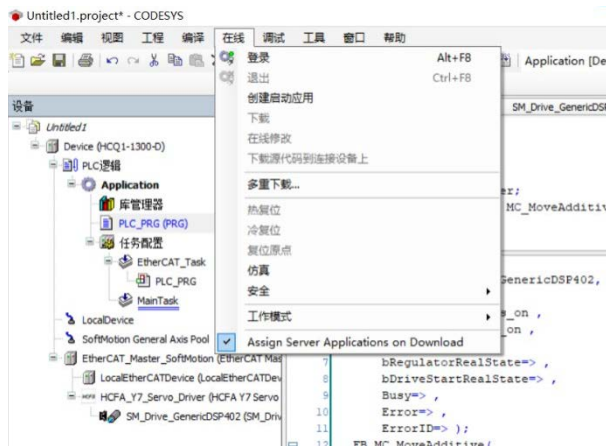 Untitled1.project* - CODESYS
文件 编辑 视图 工程 编译 在线 调试 工具 窗口 帮助
Application [De
设备
Untitled1
Device (HCQ1-1300-D)
PLC逻辑
Application
库管理器
PLC_PRG (PRG)
任务配置
EtherCAT_Task
PLC_PRG
MainTask
LocalDevice
SoftMotion General Axis Pool
EtherCAT_Master_SoftMotion (EtherCAT Mas
LocalEtherCATDevice (LocalEtherCATDev
HCFA_Y7_Servo_Driver (HCFA Y7 Servo
SM_Drive_GenericDSP402 (SM_Driv
登录 Alt+F8
退出 Ctrl+F8
创建启动应用
下载
在线修改
下载源代码到连接设备上
多重下载...
热复位
冷复位
复位原点
仿真
安全
工作模式
Assign Server Applications on Download
SM_Drive_GenericDSP
er;
MC_MoveAdditiv
GenericDSP402,
s_on ,
_on ,
7 bRegulatorRealState=> ,
8 bDriveStartRealState=> ,
9 Busy=> ,
10 Error=> ,
11 ErrorID=> );
12 FB_MC_MoveAdditive(